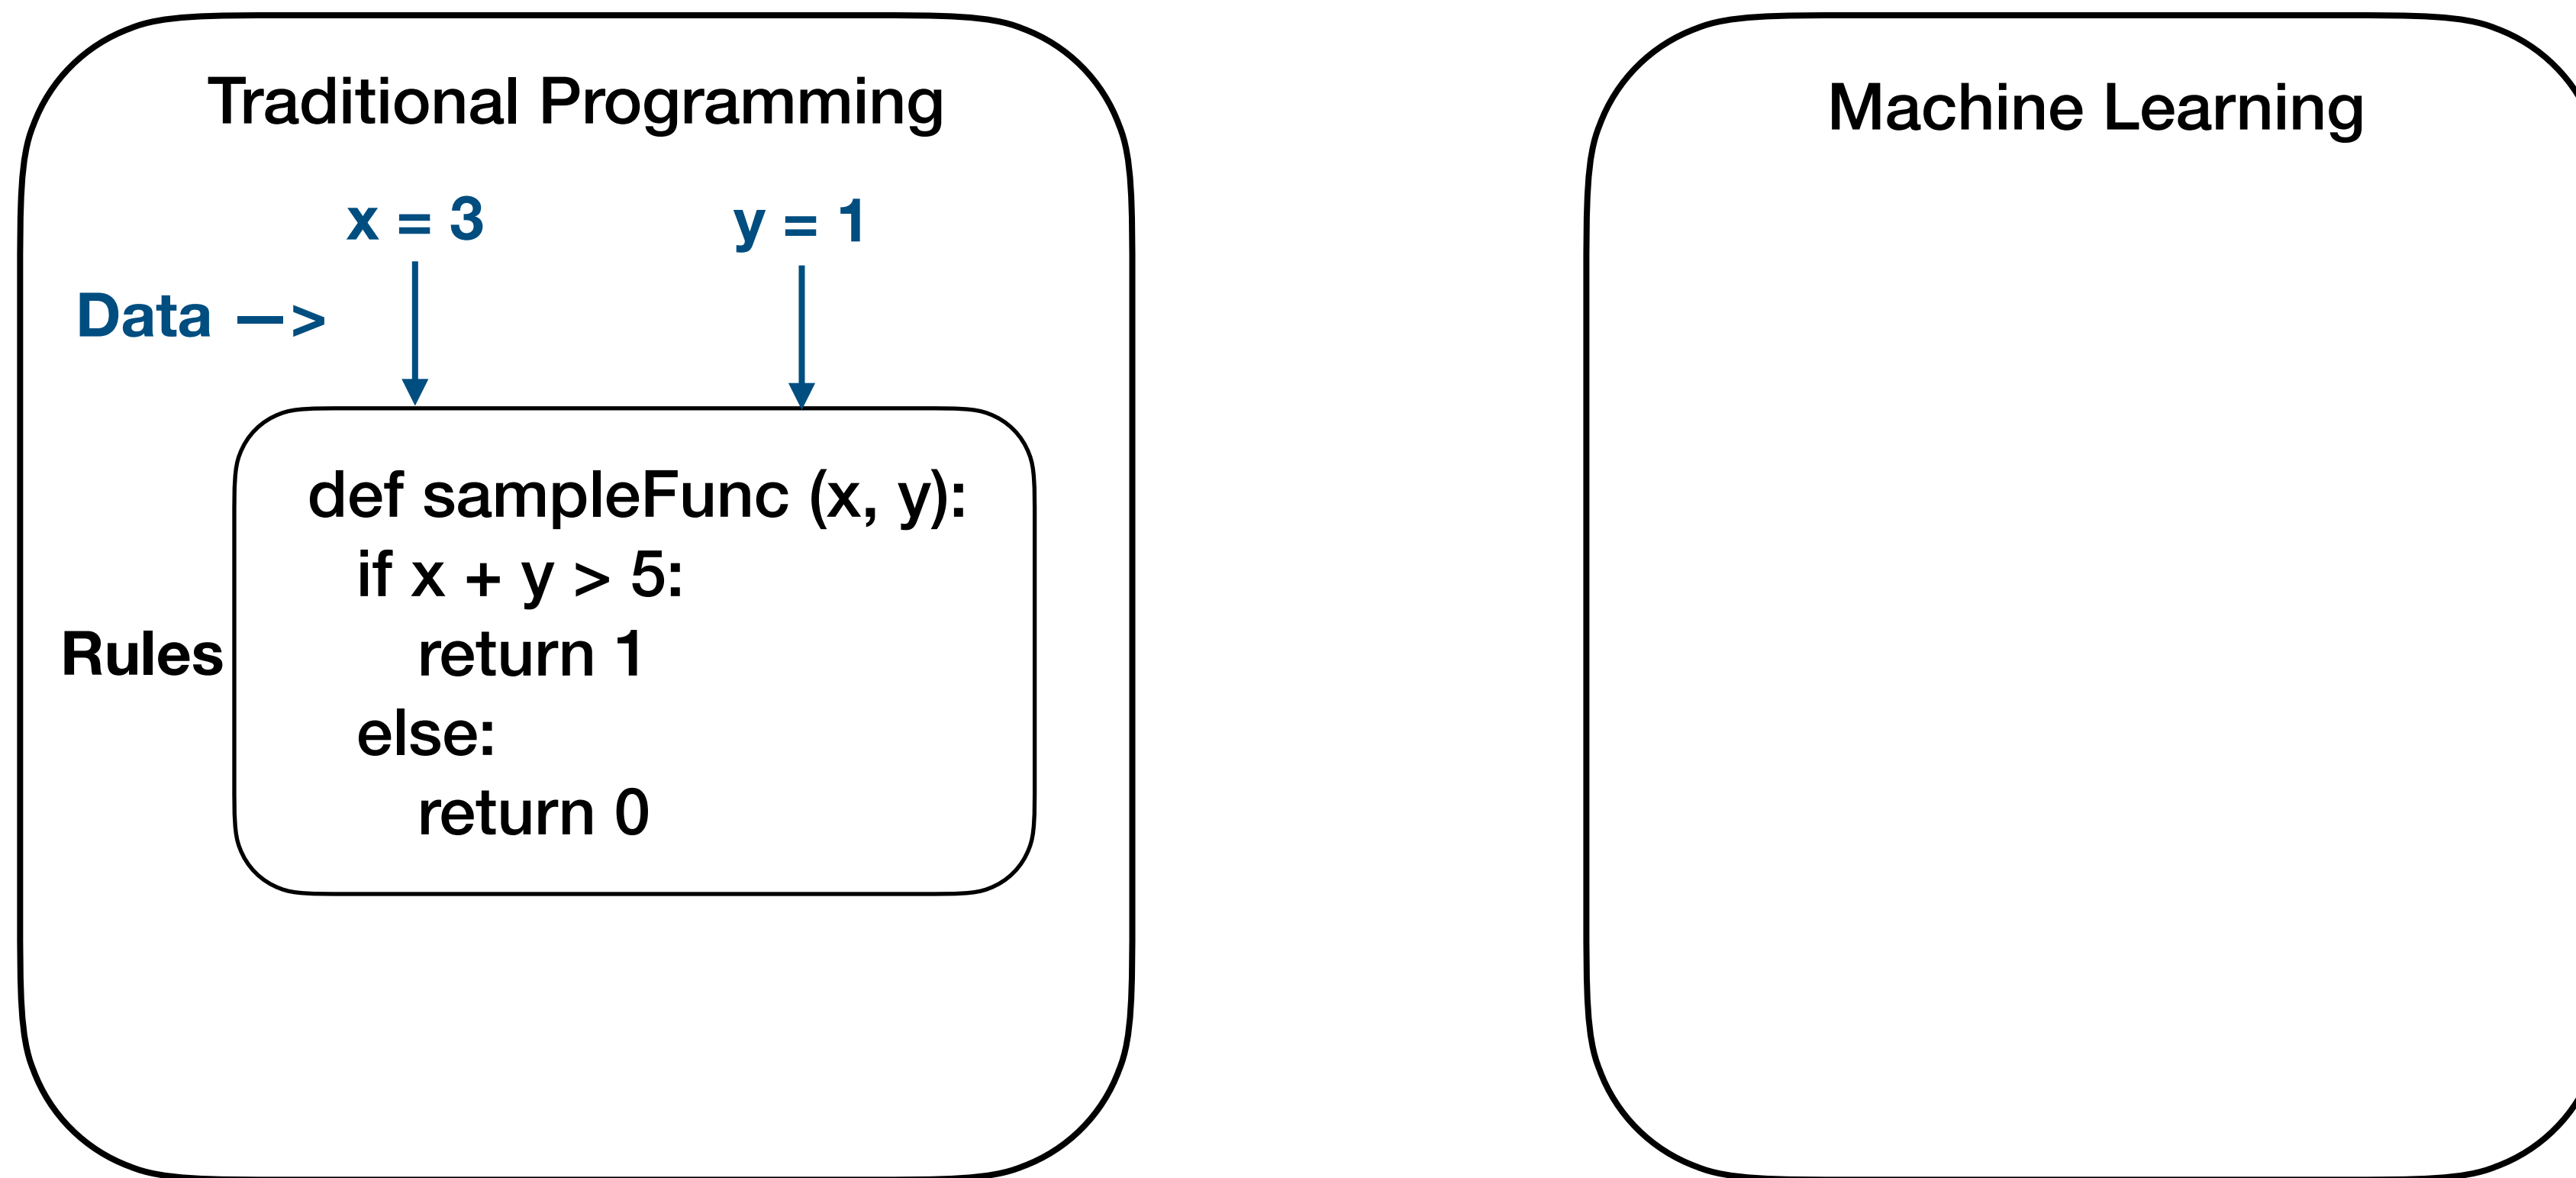 Traditional Programming
x = 3
y = 1
Data —>
def sampleFunc (x, y):
if x + y > 5:
Rules
return 1
else:
return 0
Machine Learning